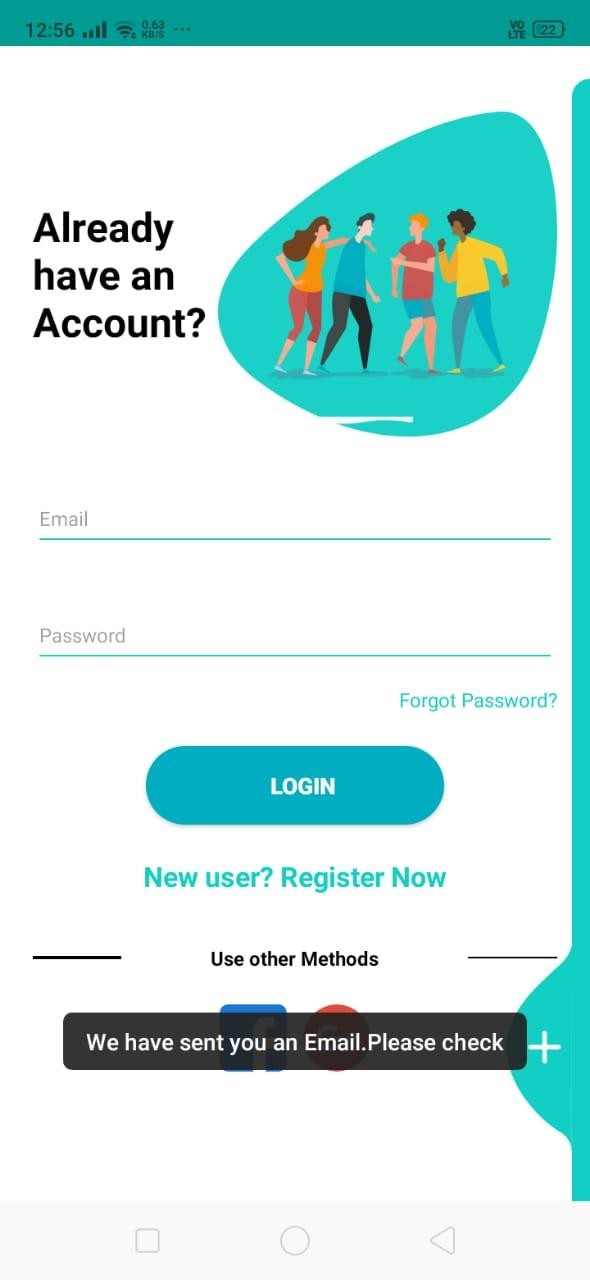 12:56 0.63 KB/S ... VO LTE 22
Already
have an
Account?
Email
Password
Forgot Password?
LOGIN
New user? Register Now
Use other Methods
We have sent you an Email.Please check